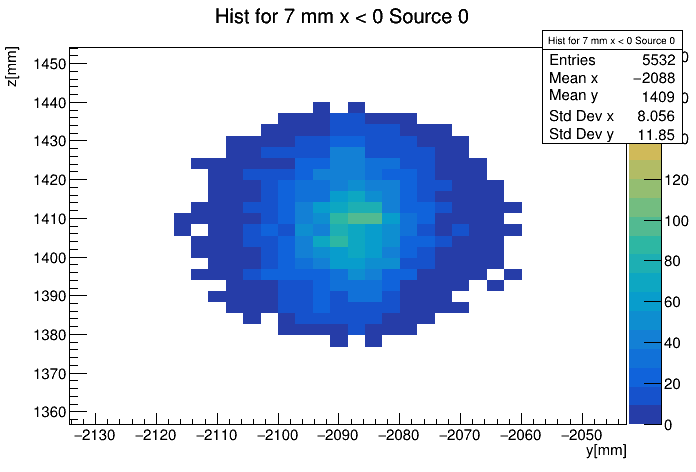 Hist for 7 mm x < 0 Source 0
z[mm]
Hist for 7 mm x < 0 Source 0
Entries 5532
Mean x −2088
Mean y 1409
Std Dev x 8.056
Std Dev y 11.85
1450
1440
1430
1420
1410
1400
1390
1380
1370
1360
0
0
120
100
80
60
40
20
0
−2130 −2120 −2110 −2100 −2090 −2080 −2070 −2060 −2050
y[mm]